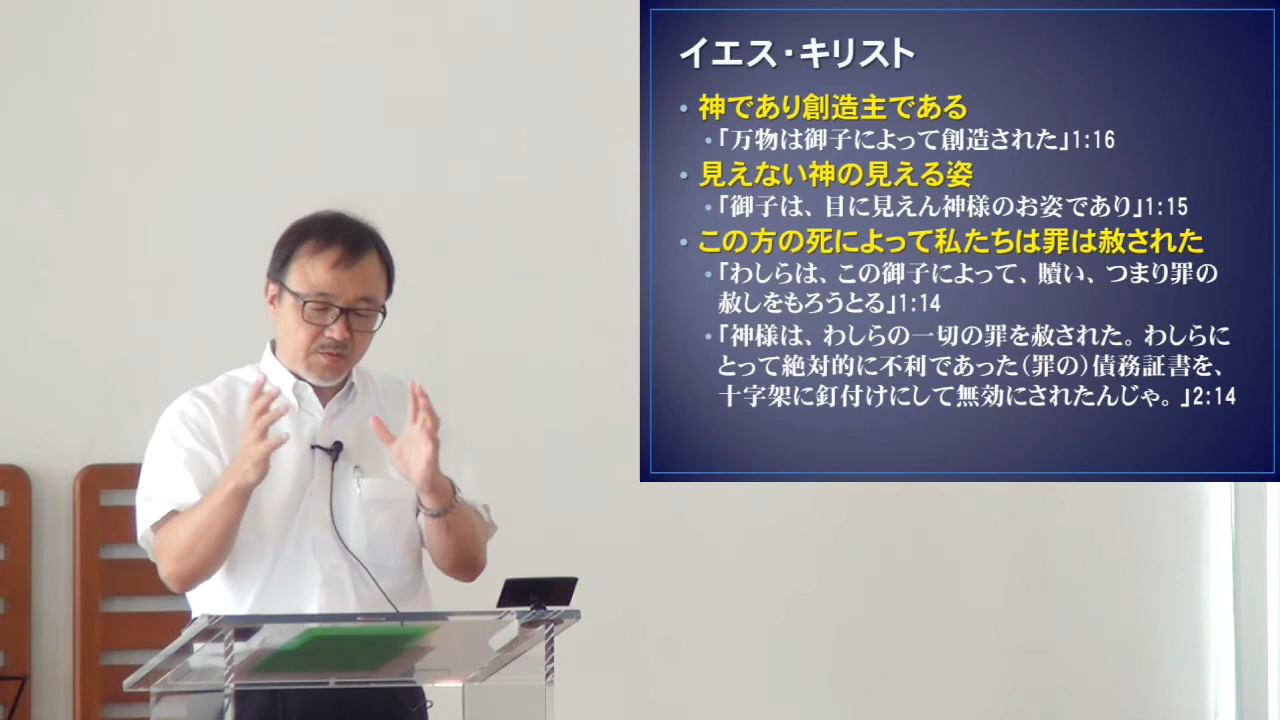 イエス・キリスト
• 神であり創造主である
• 「万物は御子によって創造された」1:16
• 見えない神の見える姿
• 「御子は、目に見えん神様のお姿であり」1:15
• この方の死によって私たちは罪は赦された
• 「わしらは、この御子によって、贖い、つまり罪の
赦しをもろうとる」1:14
• 「神様は、わしらの一切の罪を赦された。わしらに
とって絶対的に不利であった(罪の)債務証書を、
十字架に釘付けにして無効にされたんじゃ。」2:14